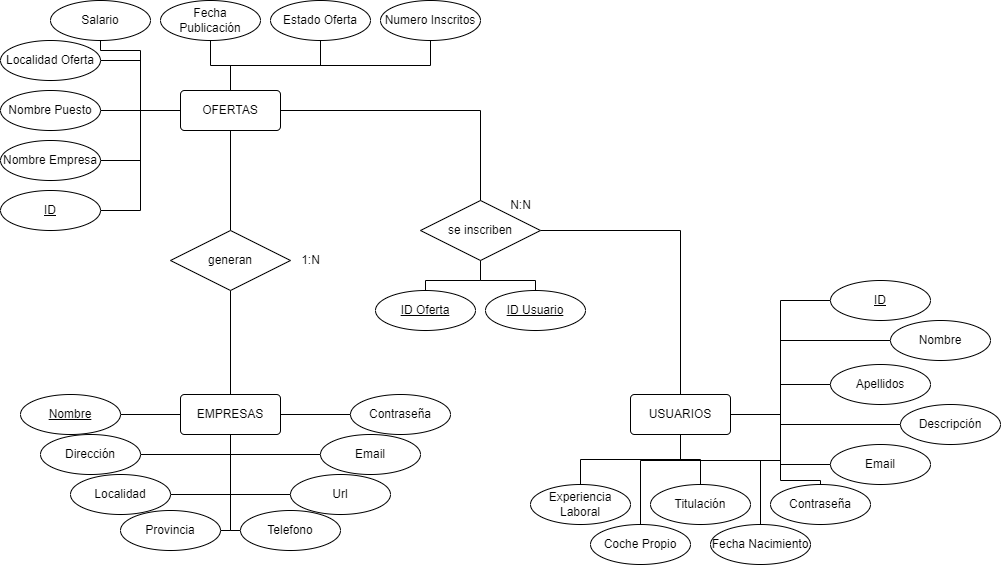 Salario
Fecha
Publicación
Estado Oferta
Numero Inscritos
Localidad Oferta
Nombre Puesto
OFERTAS
Nombre Empresa
ID
N:N
se inscriben
generan
1:N
ID Oferta
ID Usuario
ID
Nombre
Apellidos
Nombre
EMPRESAS
Contraseña
USUARIOS
Descripción
Dirección
Email
Email
Localidad
Url
Experiencia
Laboral
Titulación
Contraseña
Provincia
Telefono
Coche Propio
Fecha Nacimiento